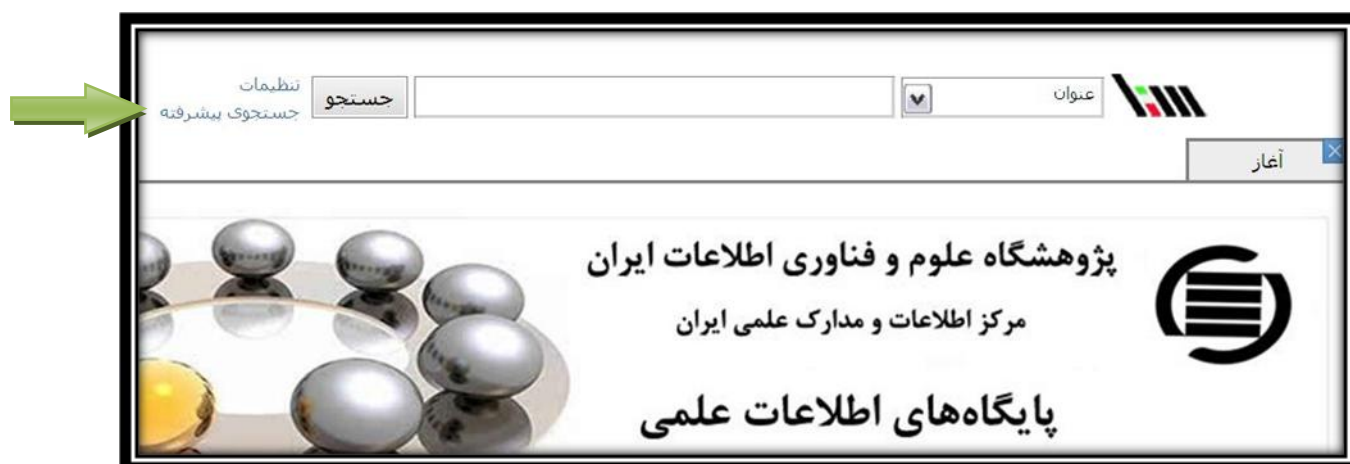 عنوان
جستجو
تنظیمات
جستجوی پیشرفته
آغاز
پژوهشگاه علوم و فناوری اطلاعات ایران
مرکز اطلاعات و مدارک علمی ایران
پایگاه‌های اطلاعات علمی